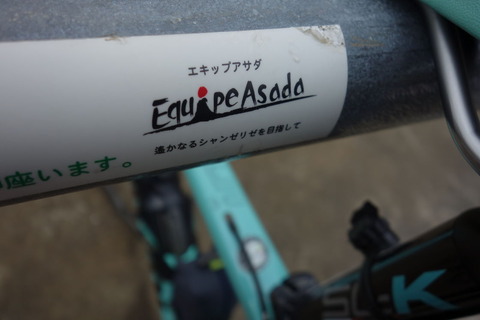 エキップアサダ
EquipeAsada
遙かなるシャンゼリゼを目指して
座います。
SL-K